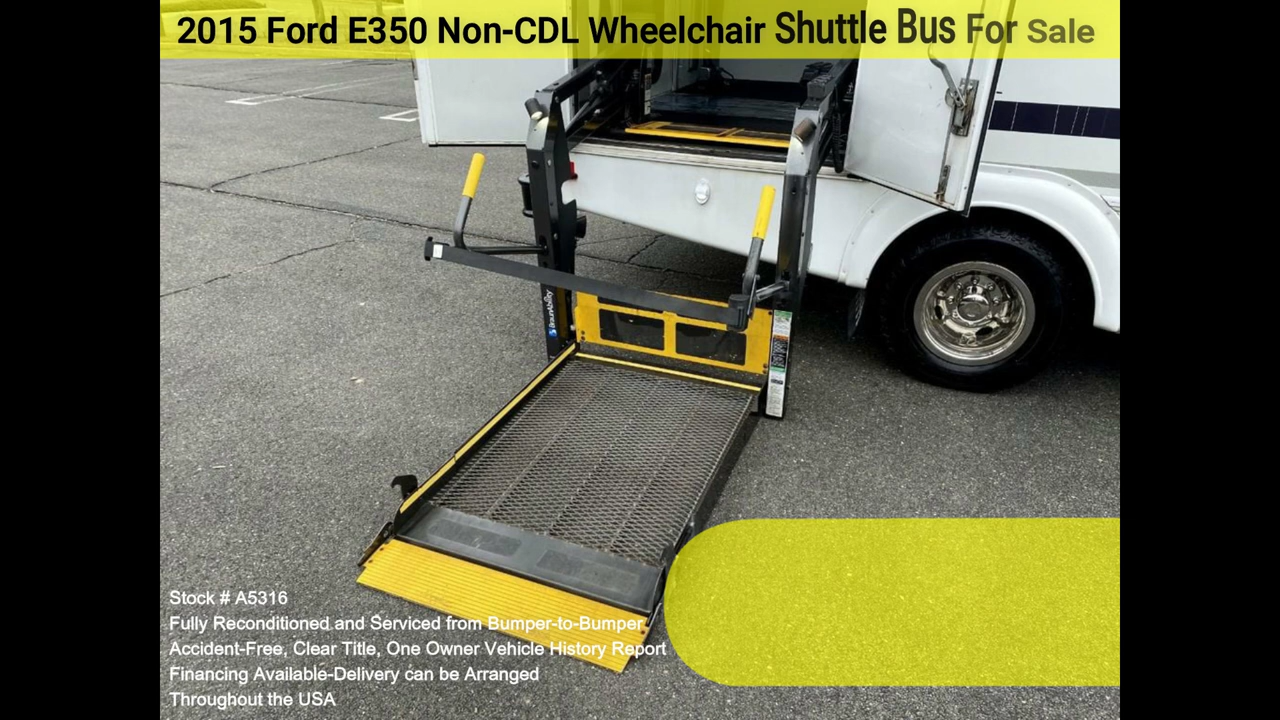 2015 Ford E350 Non-CDL Wheelchair Shuttle Bus For Sale
BraunAbility
Stock # A5316
Fully Reconditioned and Serviced from Bumper-to-Bumper
Accident-Free, Clear Title, One Owner Vehicle History Report
Financing Available-Delivery can be Arranged
Throughout the USA